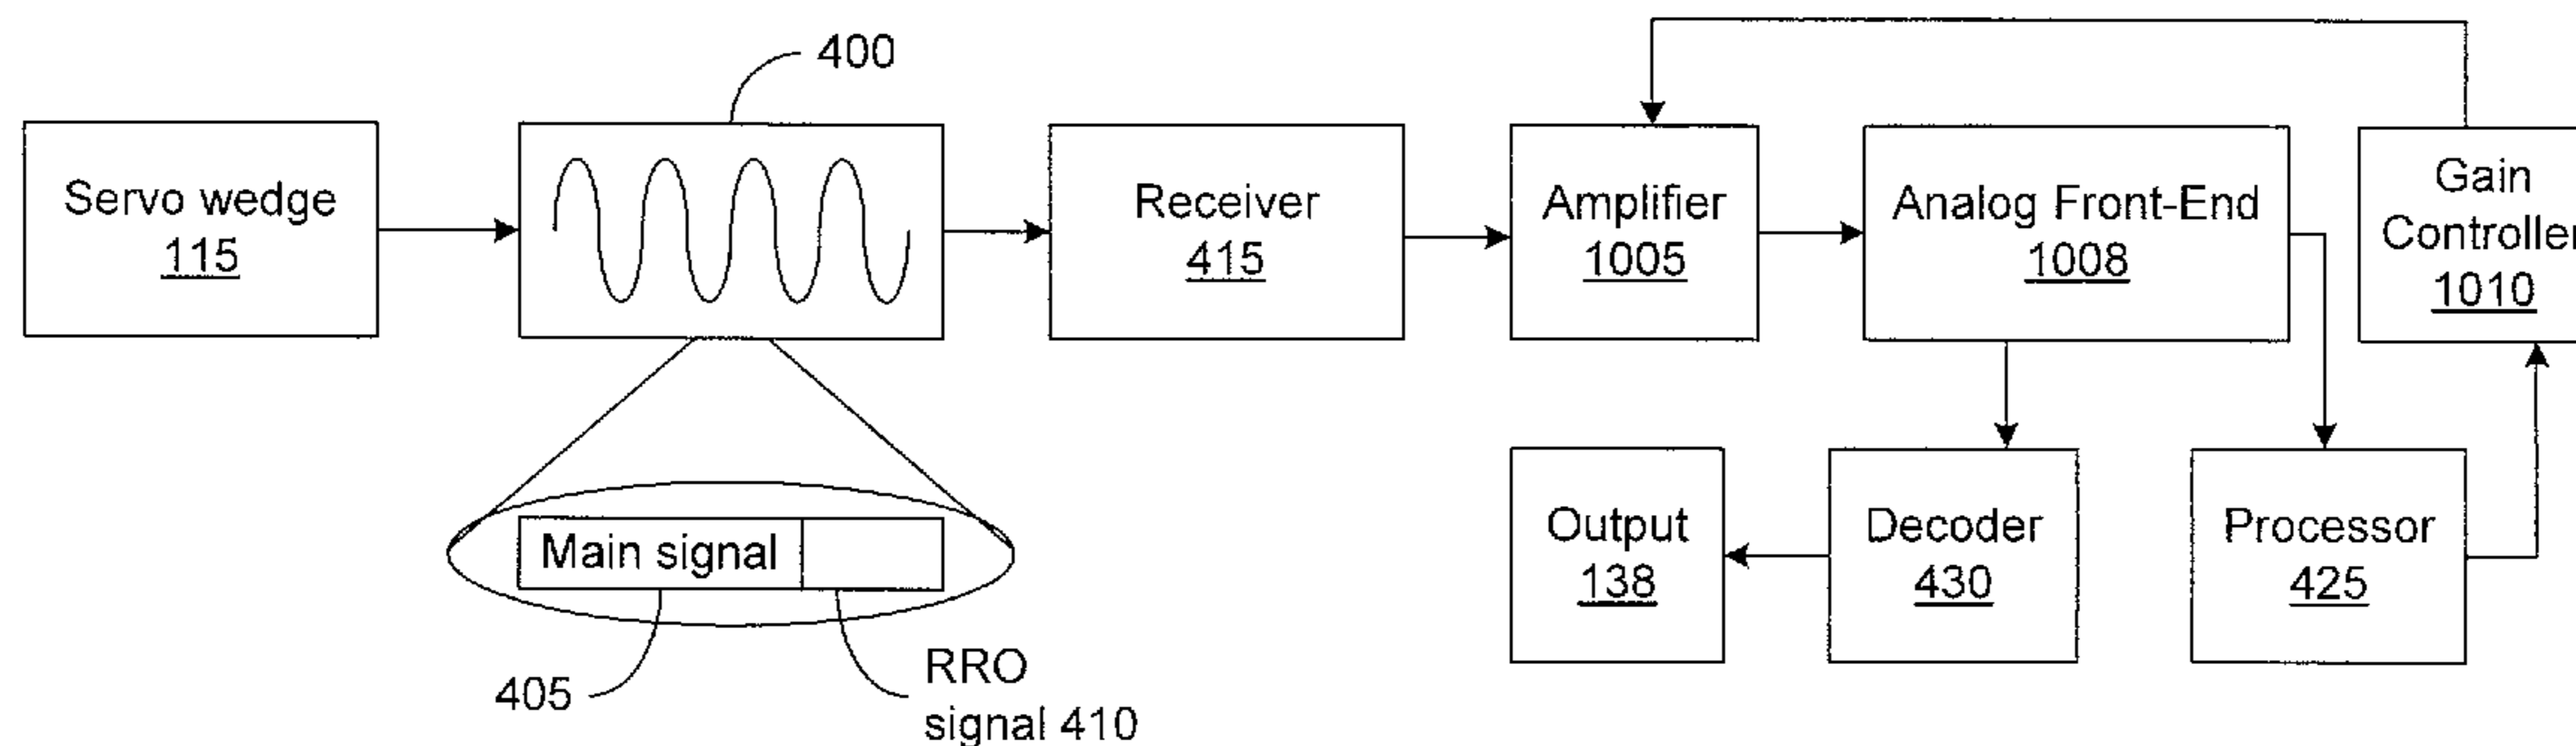 400
Servo wedge
115
Receiver
415
Amplifier
1005
Analog Front-End
1008
Gain
Controller
1010
Main signal
405
RRO
signal 410
Output
138
Decoder
430
Processor
425